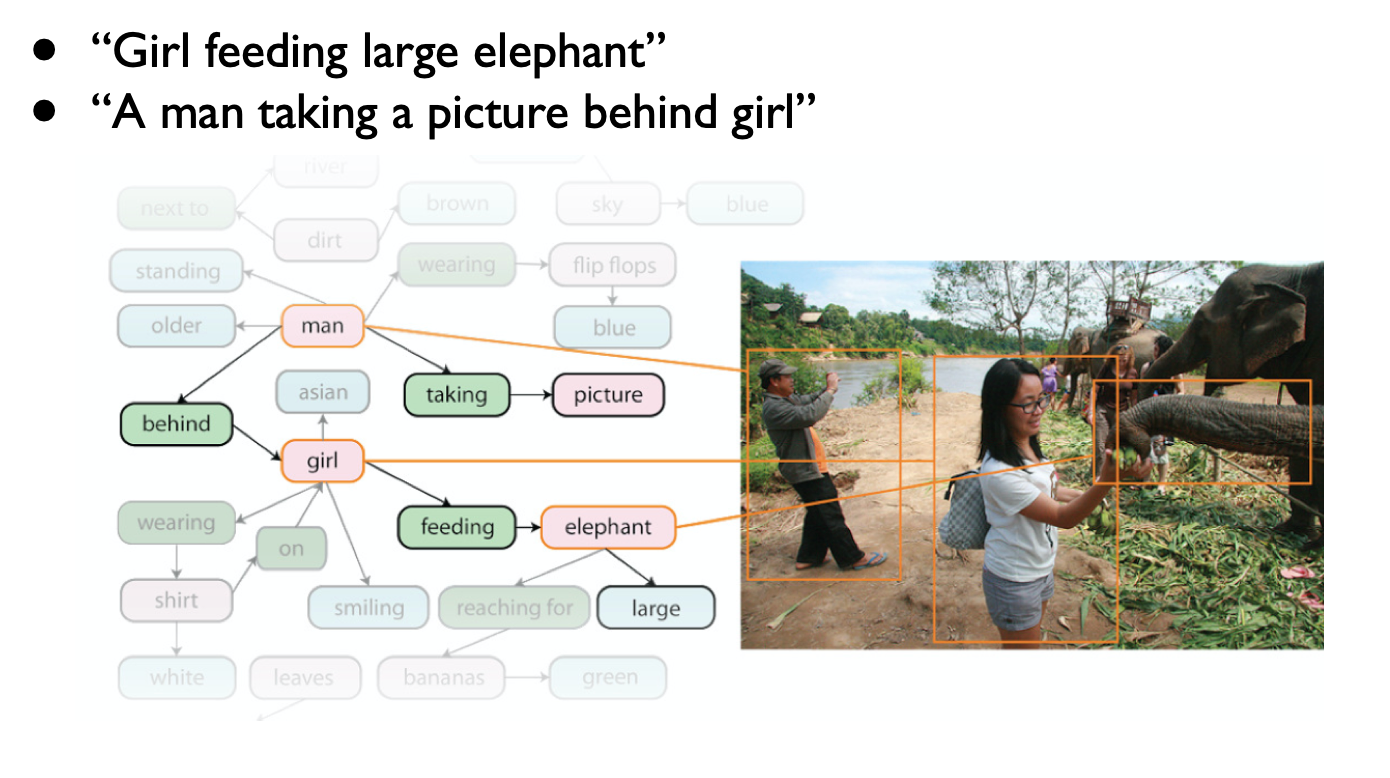 ● “Girl feeding large elephant”
● “A man taking a picture behind girl”
river
next to
brown
sky
blue
dirt
standing
wearing
flip flops
older
man
blue
asian
taking
picture
behind
girl
wearing
feeding
elephant
on
shirt
smiling
reaching for
large
white
leaves
bananas
green